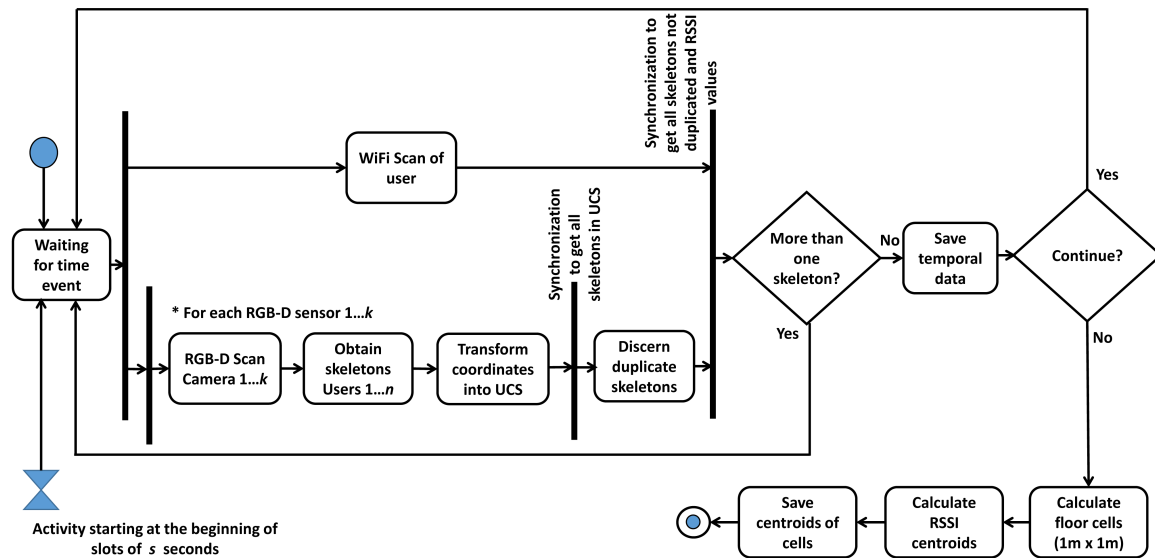 Synchronization to
get all skeletons not
duplicated and RSSI
values
Yes
WiFi Scan of
user
Waiting
for time
event
Synchronization
to get all
skeletons in UCS
More than
one
skeleton?
No
Save
temporal
data
Continue?
* For each RGB-D sensor 1...k
Yes
No
RGB-D Scan
Camera 1...k
Obtain
skeletons
Users 1...n
Transform
coordinates
into UCS
Discern
duplicate
skeletons
Save
centroids of
cells
Calculate
RSSI
centroids
Calculate
floor cells
(1m x 1m)
Activity starting at the beginning of
slots of s seconds